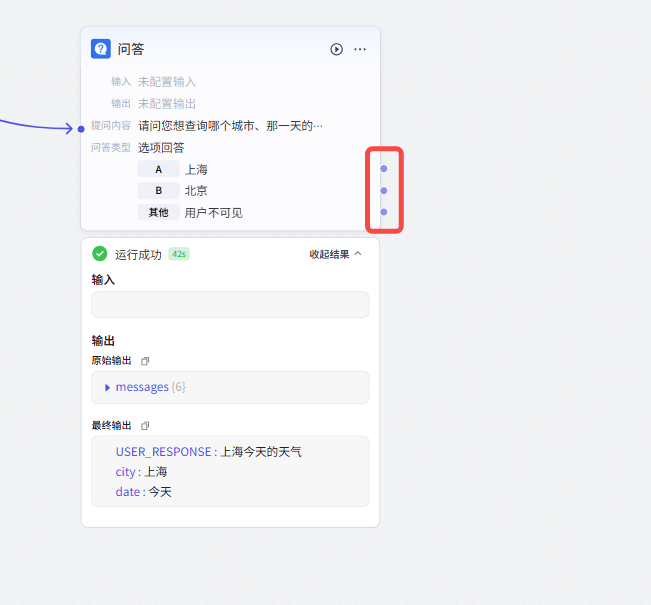 问答
输入 未配置输入
输出 未配置输出
提问内容 请问您想查询哪个城市、那一天的···
问答类型 选项回答
A 上海
B 北京
其他 用户不可见
运行成功 42s 收起结果
输入
输出
原始输出
messages {6}
最终输出
USER_RESPONSE : 上海今天的天气
city : 上海
date : 今天